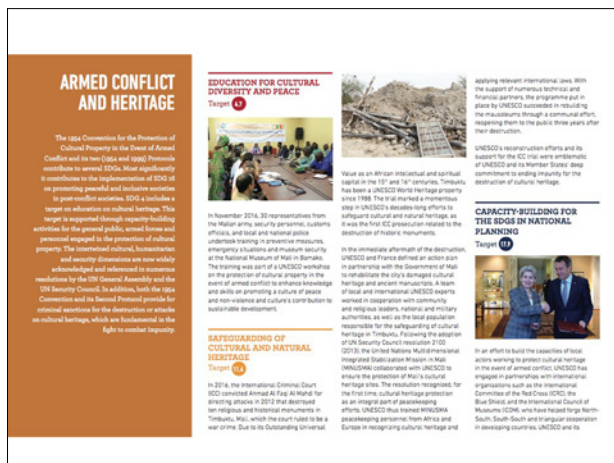 ARMED CONFLICT
AND HERITAGE
The 1954 Convention for the Protection of
Cultural Property in the Event of Armed
Conflict and its two (1954 and 1999) Protocols
contribute to several SDGs. Most significantly
it contributes to the implementation of SDG 16
on promoting peaceful and inclusive societies
in post-conflict societies. SDG 4 includes a
target on education on cultural heritage. This
target is supported through capacity-building
activities for the general public, armed forces and
personnel engaged in the protection of cultural
property. The intertwined cultural, humanitarian
and security dimensions are now widely
acknowledged and referenced in numerous
resolutions by the UN General Assembly and the
UN Security Council. In addition, both the 1954
Convention and its Second Protocol provide for
criminal sanctions for the destruction or attacks
on cultural heritage, which are fundamental in the
fight to combat impunity.
EDUCATION FOR CULTURAL
DIVERSITY AND PEACE
Target 4.7
In November 2016, 30 representatives from
the Malian army, security personnel, customs
officials, and local and national police
undertook training in preventive measures,
emergency situations and museum security
at the National Museum of Mali in Bamako.
The training was part of a UNESCO workshop
on the protection of cultural property in the
event of armed conflict to enhance knowledge
and skills on promoting a culture of peace
and non-violence and culture's contribution to
sustainable development.
SAFEGUARDING OF
CULTURAL AND NATURAL
HERITAGE
Target 11.4
In 2016, the International Criminal Court
(ICC) convicted Ahmad Al Faqi Al Mahdi for
directing attacks in 2012 that destroyed
ten religious and historical monuments in
Timbuktu, Mali, which the court ruled to be a
war crime. Due to its Outstanding Universal
Value as an African intellectual and spiritual
capital in the 15th and 16th centuries, Timbuktu
has been a UNESCO World Heritage property
since 1988. The trial marked a momentous
step in UNESCO's decades-long efforts to
safeguard cultural and natural heritage, as
it was the first ICC prosecution related to the
destruction of historic monuments.
In the immediate aftermath of the destruction,
UNESCO and France defined an action plan
in partnership with the Government of Mali
to rehabilitate the city's damaged cultural
heritage and ancient manuscripts. A team
of local and international UNESCO experts
worked in cooperation with community
and religious leaders, national and military
authorities, as well as the local population
responsible for the safeguarding of cultural
heritage in Timbuktu. Following the adoption
of UN Security Council resolution 2100
(2013), the United Nations Multidimensional
Integrated Stabilization Mission in Mali
(MINUSMA) collaborated with UNESCO to
ensure the protection of Mali's cultural
heritage sites. The resolution recognized, for
the first time, cultural heritage protection
as an integral part of peacekeeping
efforts. UNESCO thus trained MINUSMA
peacekeeping personnel from Africa and
Europe in recognizing cultural heritage and
applying relevant international laws. With
the support of numerous technical and
financial partners, the programme put in
place by UNESCO succeeded in rebuilding
the mausoleums through a communal effort,
reopening them to the public three years after
their destruction.
UNESCO's reconstruction efforts and its
support for the ICC trial were emblematic
of UNESCO and its Member States' deep
commitment to ending impunity for the
destruction of cultural heritage.
CAPACITY-BUILDING FOR
THE SDGS IN NATIONAL
PLANNING
Target 17.9
In an effort to build the capacities of local
actors working to protect cultural heritage
in the event of armed conflict, UNESCO has
engaged in partnerships with international
organizations such as the International
Committee of the Red Cross (ICRC), the
Blue Shield, and the International Council of
Museums (ICOM), who have helped forge North-
South, South-South and triangular cooperation
in developing countries. UNESCO and its